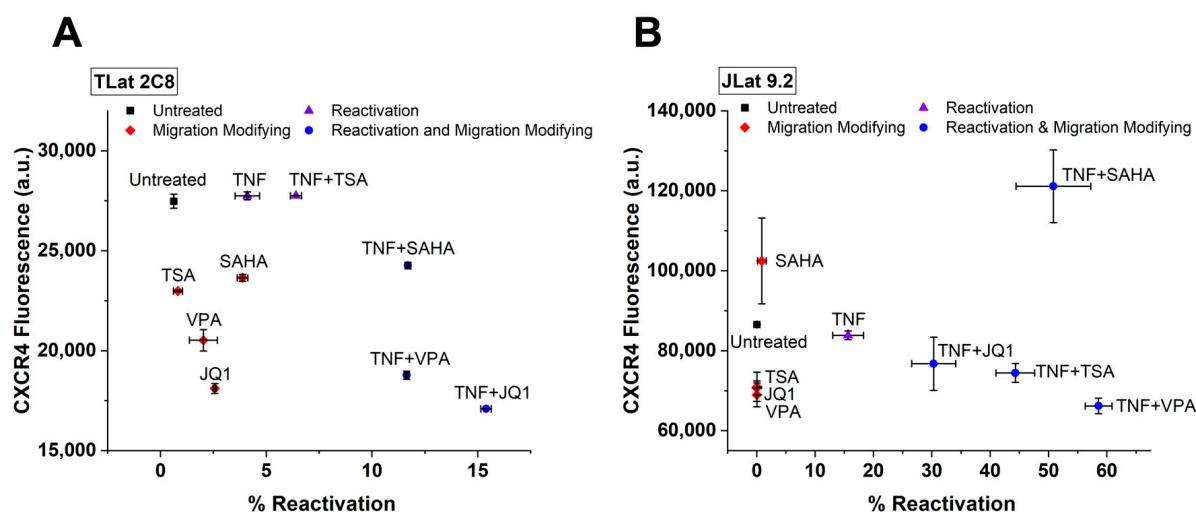 A
TLat 2C8
Untreated
Reactivation
Migration Modifying
Reactivation and Migration Modifying
30,000
25,000
20,000
15,000
CXCR4 Fluorescence (a.u.)
Untreated
TNF
TNF+TSA
TNF+SAHA
SAHA
TSA
VPA
TNF+VPA
JQ1
TNF+JQ1
0
5
10
15
% Reactivation
B
JLat 9.2
Untreated
Reactivation
Migration Modifying
Reactivation & Migration Modifying
140,000
120,000
100,000
80,000
60,000
CXCR4 Fluorescence (a.u.)
TNF+SAHA
SAHA
TNF
Untreated
TNF+JQ1
TSA
TNF+TSA
JQ1
VPA
TNF+VPA
0
10
20
30
40
50
60
% Reactivation